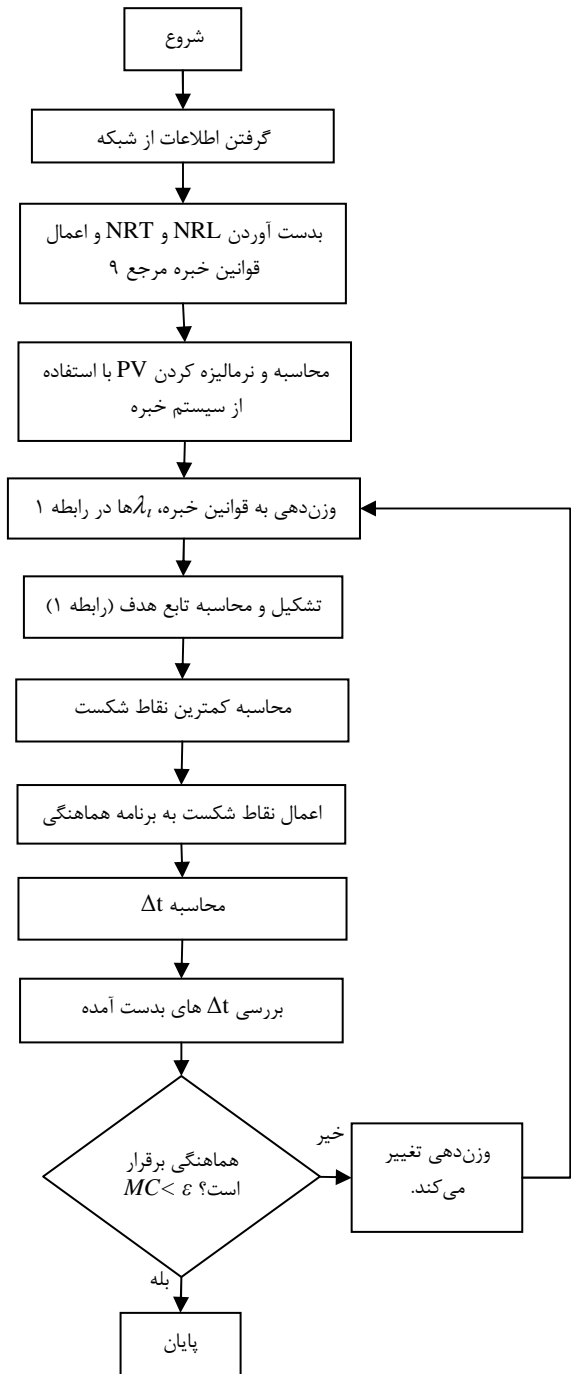 شروع
گرفتن اطلاعات از شبکه
بدست آوردن NRL و NRT و اعمال
قوانین خبره مرجع ۹
محاسبه و نرمالیزه کردن PV با استفاده
از سیستم خبره
وزن‌دهی به قوانین خبره، λᵢها در رابطه ۱
تشکیل و محاسبه تابع هدف (رابطه ۱)
محاسبه کمترین نقاط شکست
اعمال نقاط شکست به برنامه هماهنگی
محاسبه Δt
بررسی Δt های بدست آمده
هماهنگی برقرار
است؟ MC< ε
خیر
وزن‌دهی تغییر
می‌کند.
بله
پایان